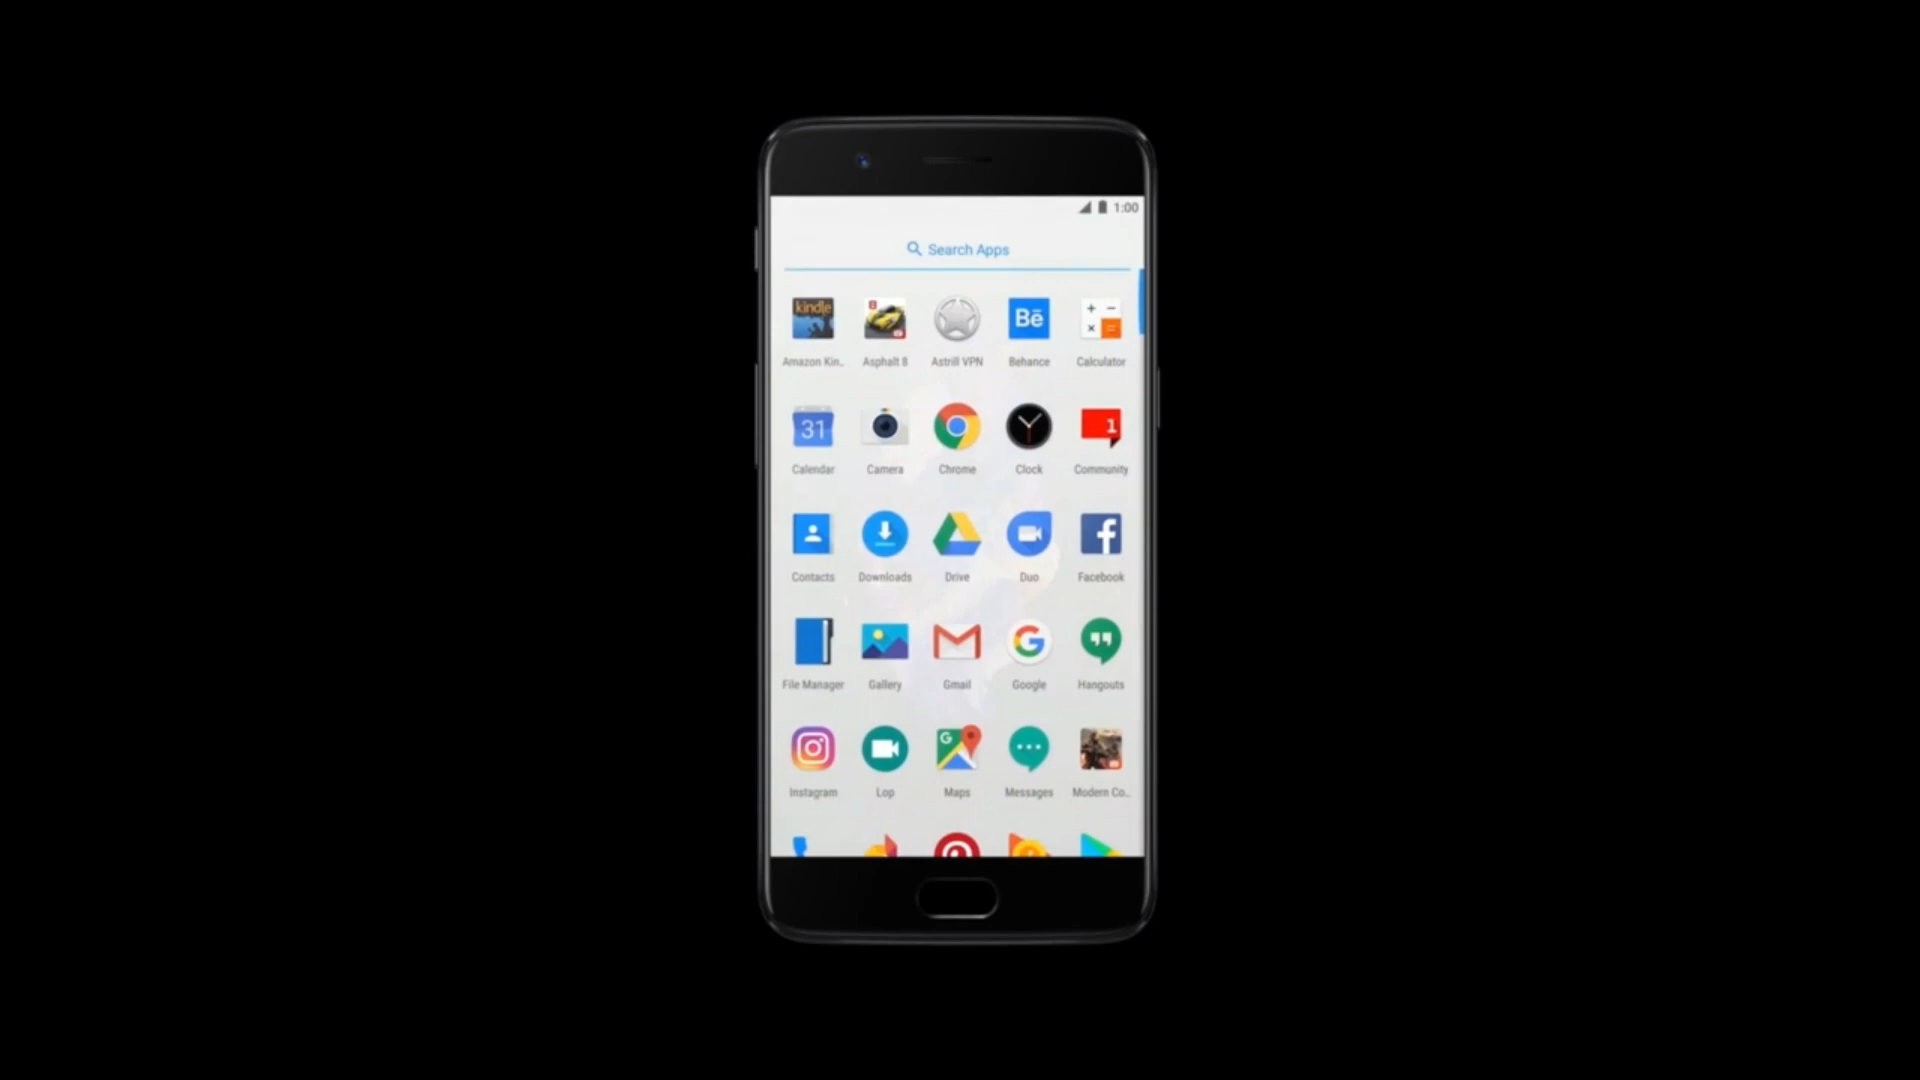 1:00
Search Apps
kindle
8
Bē
Amazon Kin..
Asphalt 8
Astrill VPN
Behance
Calculator
31
1
Calendar
Camera
Chrome
Clock
Community
Contacts
Downloads
Drive
Duo
Facebook
File Manager
Gallery
Gmail
Google
Hangouts
Instagram
Lop
Maps
Messages
Modern Co..